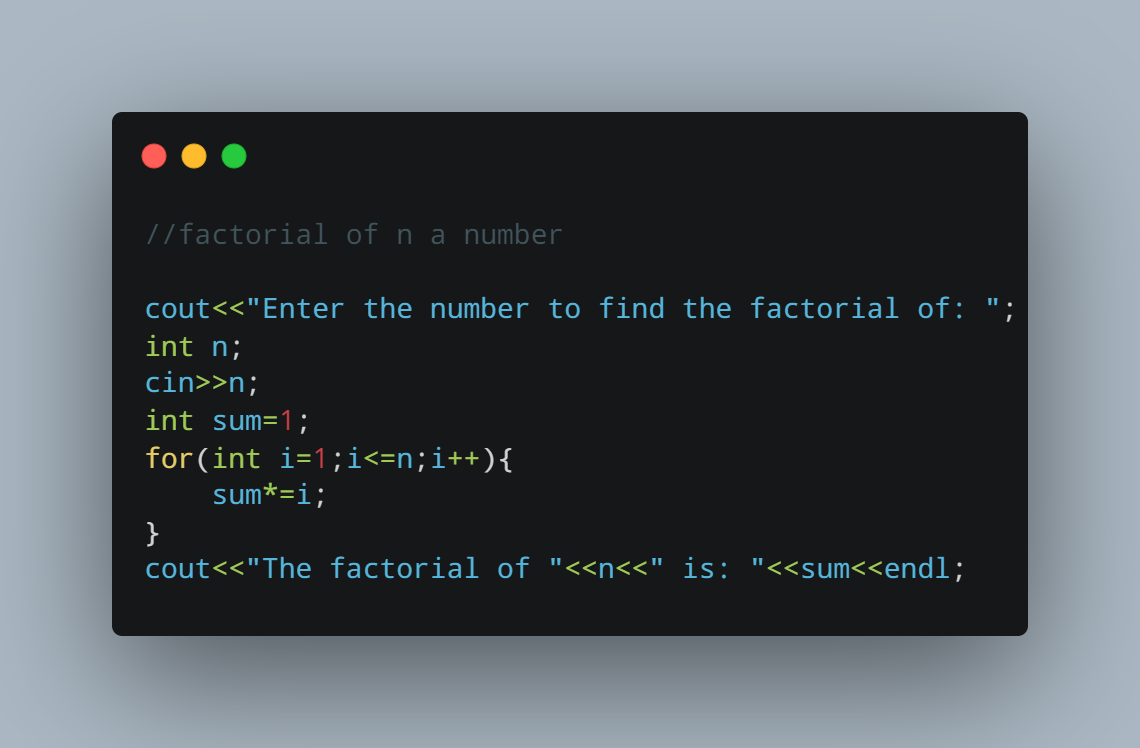 //factorial of n a number
cout<<"Enter the number to find the factorial of: ";
int n;
cin>>n;
int sum=1;
for(int i=1;i<=n;i++){
    sum*=i;
}
cout<<"The factorial of "<<n<<" is: "<<sum<<endl;